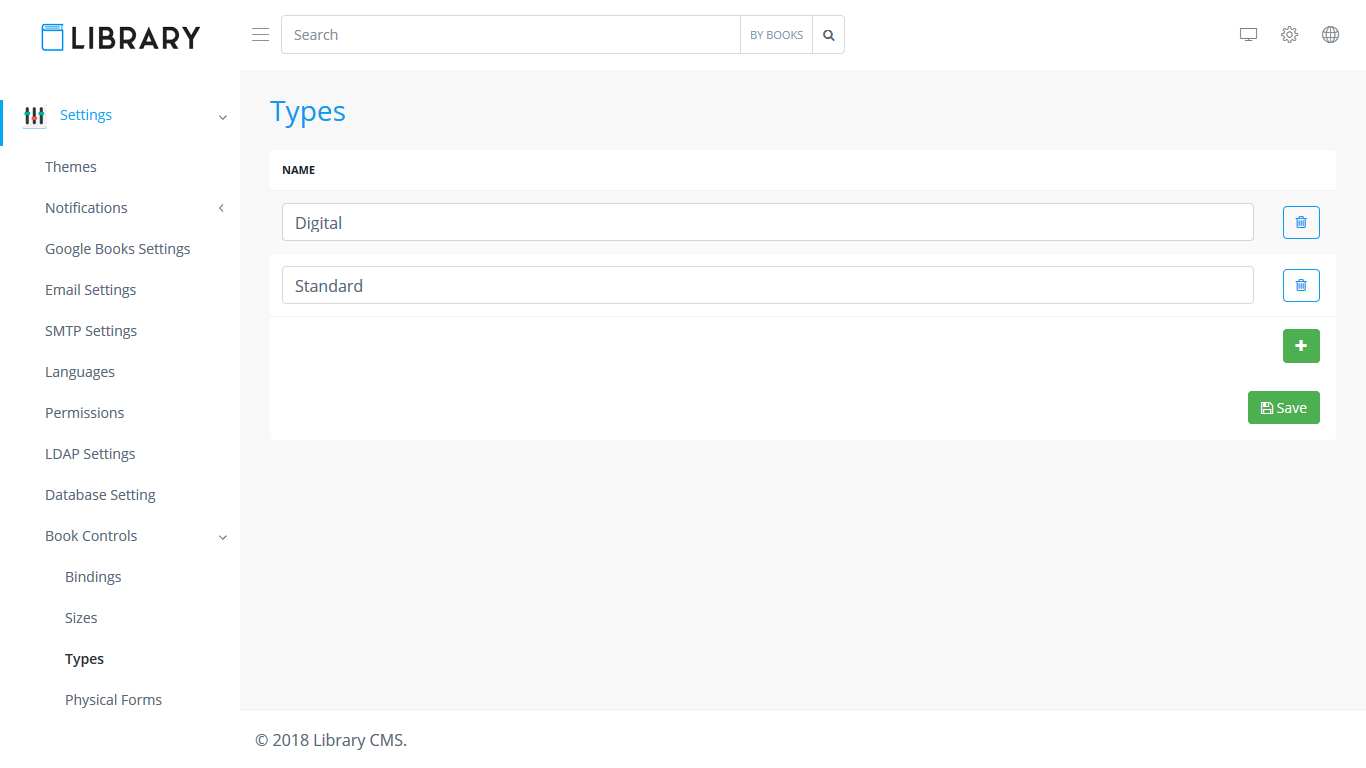 LIBRARY
Search
BY BOOKS
Settings
Themes
Notifications
Google Books Settings
Email Settings
SMTP Settings
Languages
Permissions
LDAP Settings
Database Setting
Book Controls
Bindings
Sizes
Types
Physical Forms
Types
NAME
Digital
Standard
Save
© 2018 Library CMS.